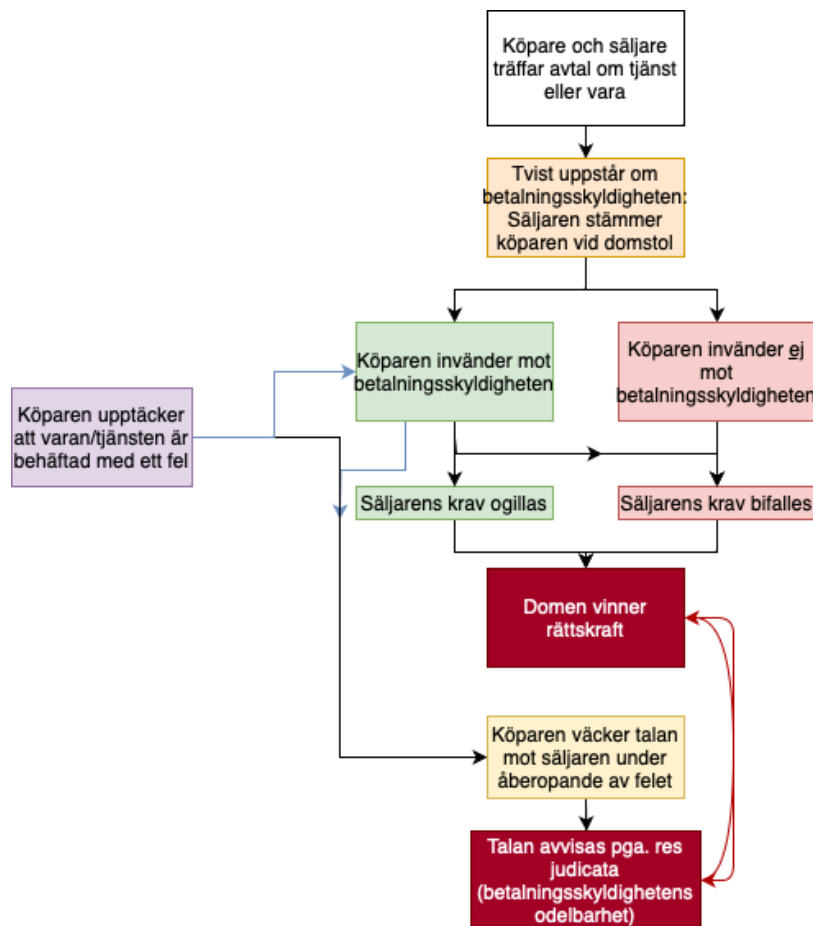 Köpare och säljare
träffar avtal om tjänst
eller vara
Tvist uppstår om
betalningsskyldigheten:
Säljaren stämmer
köparen vid domstol
Köparen invänder mot
betalningsskyldigheten
Köparen invänder ej
mot
betalningsskyldigheten
Köparen upptäcker
att varan/tjänsten är
behäftad med ett fel
Säljarens krav ogillas
Säljarens krav bifalles
Domen vinner
rättskraft
Köparen väcker talan
mot säljaren under
åberopande av felet
Talan avvisas pga. res
judicata
(betalningsskyldighetens
odelbarhet)